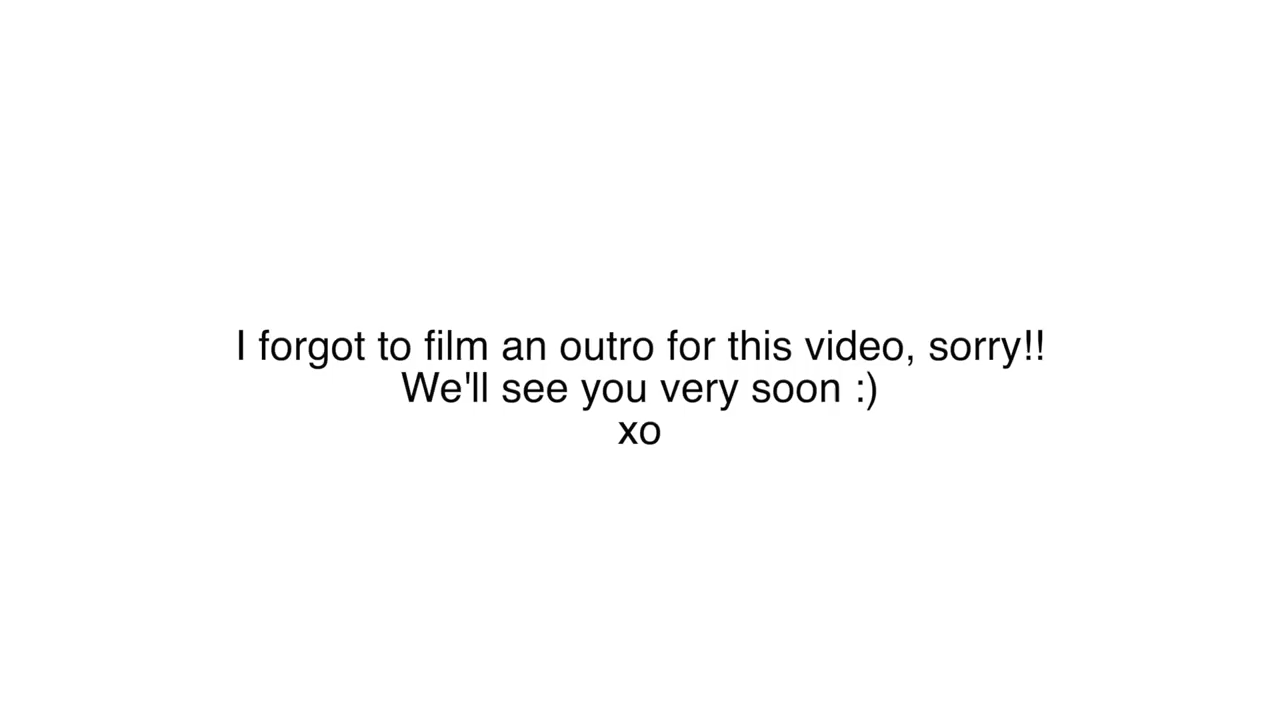 I forgot to film an outro for this video, sorry!!
We'll see you very soon :)
xo